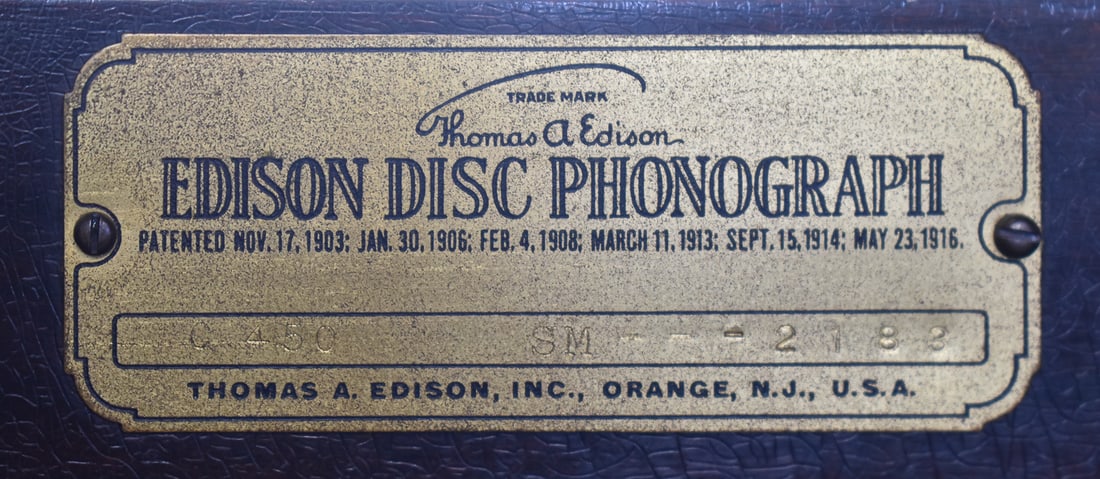 TRADE MARK
Thomas A Edison
EDISON DISC PHONOGRAPH
PATENTED NOV. 17, 1903; JAN. 30, 1906; FEB. 4, 1908; MARCH 11, 1913; SEPT. 15, 1914; MAY 23, 1916.
C 450 SM - - - 2183
THOMAS A. EDISON, INC., ORANGE, N.J., U.S.A.